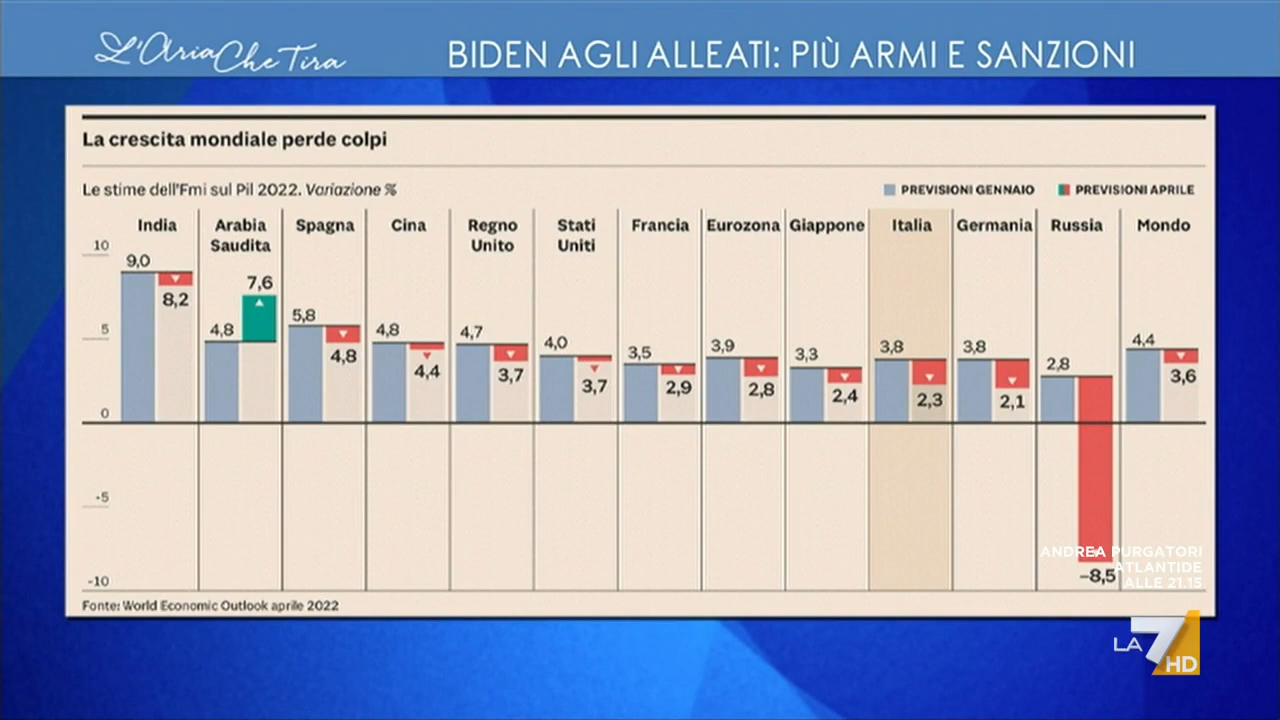 L'Aria Che Tira
BIDEN AGLI ALLEATI: PIÙ ARMI E SANZIONI
La crescita mondiale perde colpi
Le stime dell'Fmi sul Pil 2022. Variazione %
PREVISIONI GENNAIO
PREVISIONI APRILE
India
Arabia
Saudita
Spagna
Cina
Regno
Unito
Stati
Uniti
Francia
Eurozona
Giappone
Italia
Germania
Russia
Mondo
10
5
0
-5
-10
9,0
8,2
4,8
7,6
5,8
4,8
4,8
4,4
4,7
3,7
4,0
3,7
3,5
2,9
3,9
2,8
3,3
2,4
3,8
2,3
3,8
2,1
2,8
–8,5
4,4
3,6
Fonte: World Economic Outlook aprile 2022
ANDREA PURGATORI
ATLANTIDE
ALLE 21.15
LA 7 HD